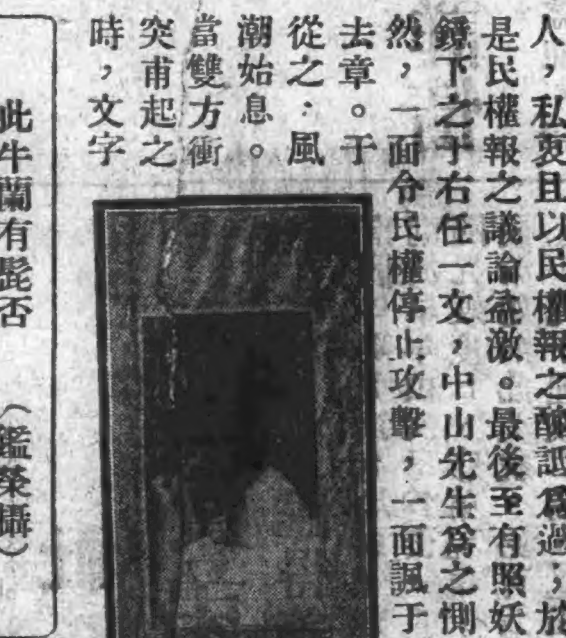 人，私衷且以民權報之醜詆爲過；於
是民權報之議論益激。最後至有照妖
鏡下之于右任一文，中山先生爲之惻
然，一面令民權停止攻擊，一面諷于
去章。于
從之，風
潮始息。
當雙方衝
突甫起之
時，文字
此牛蘭有髭否
（鑑榮攝）